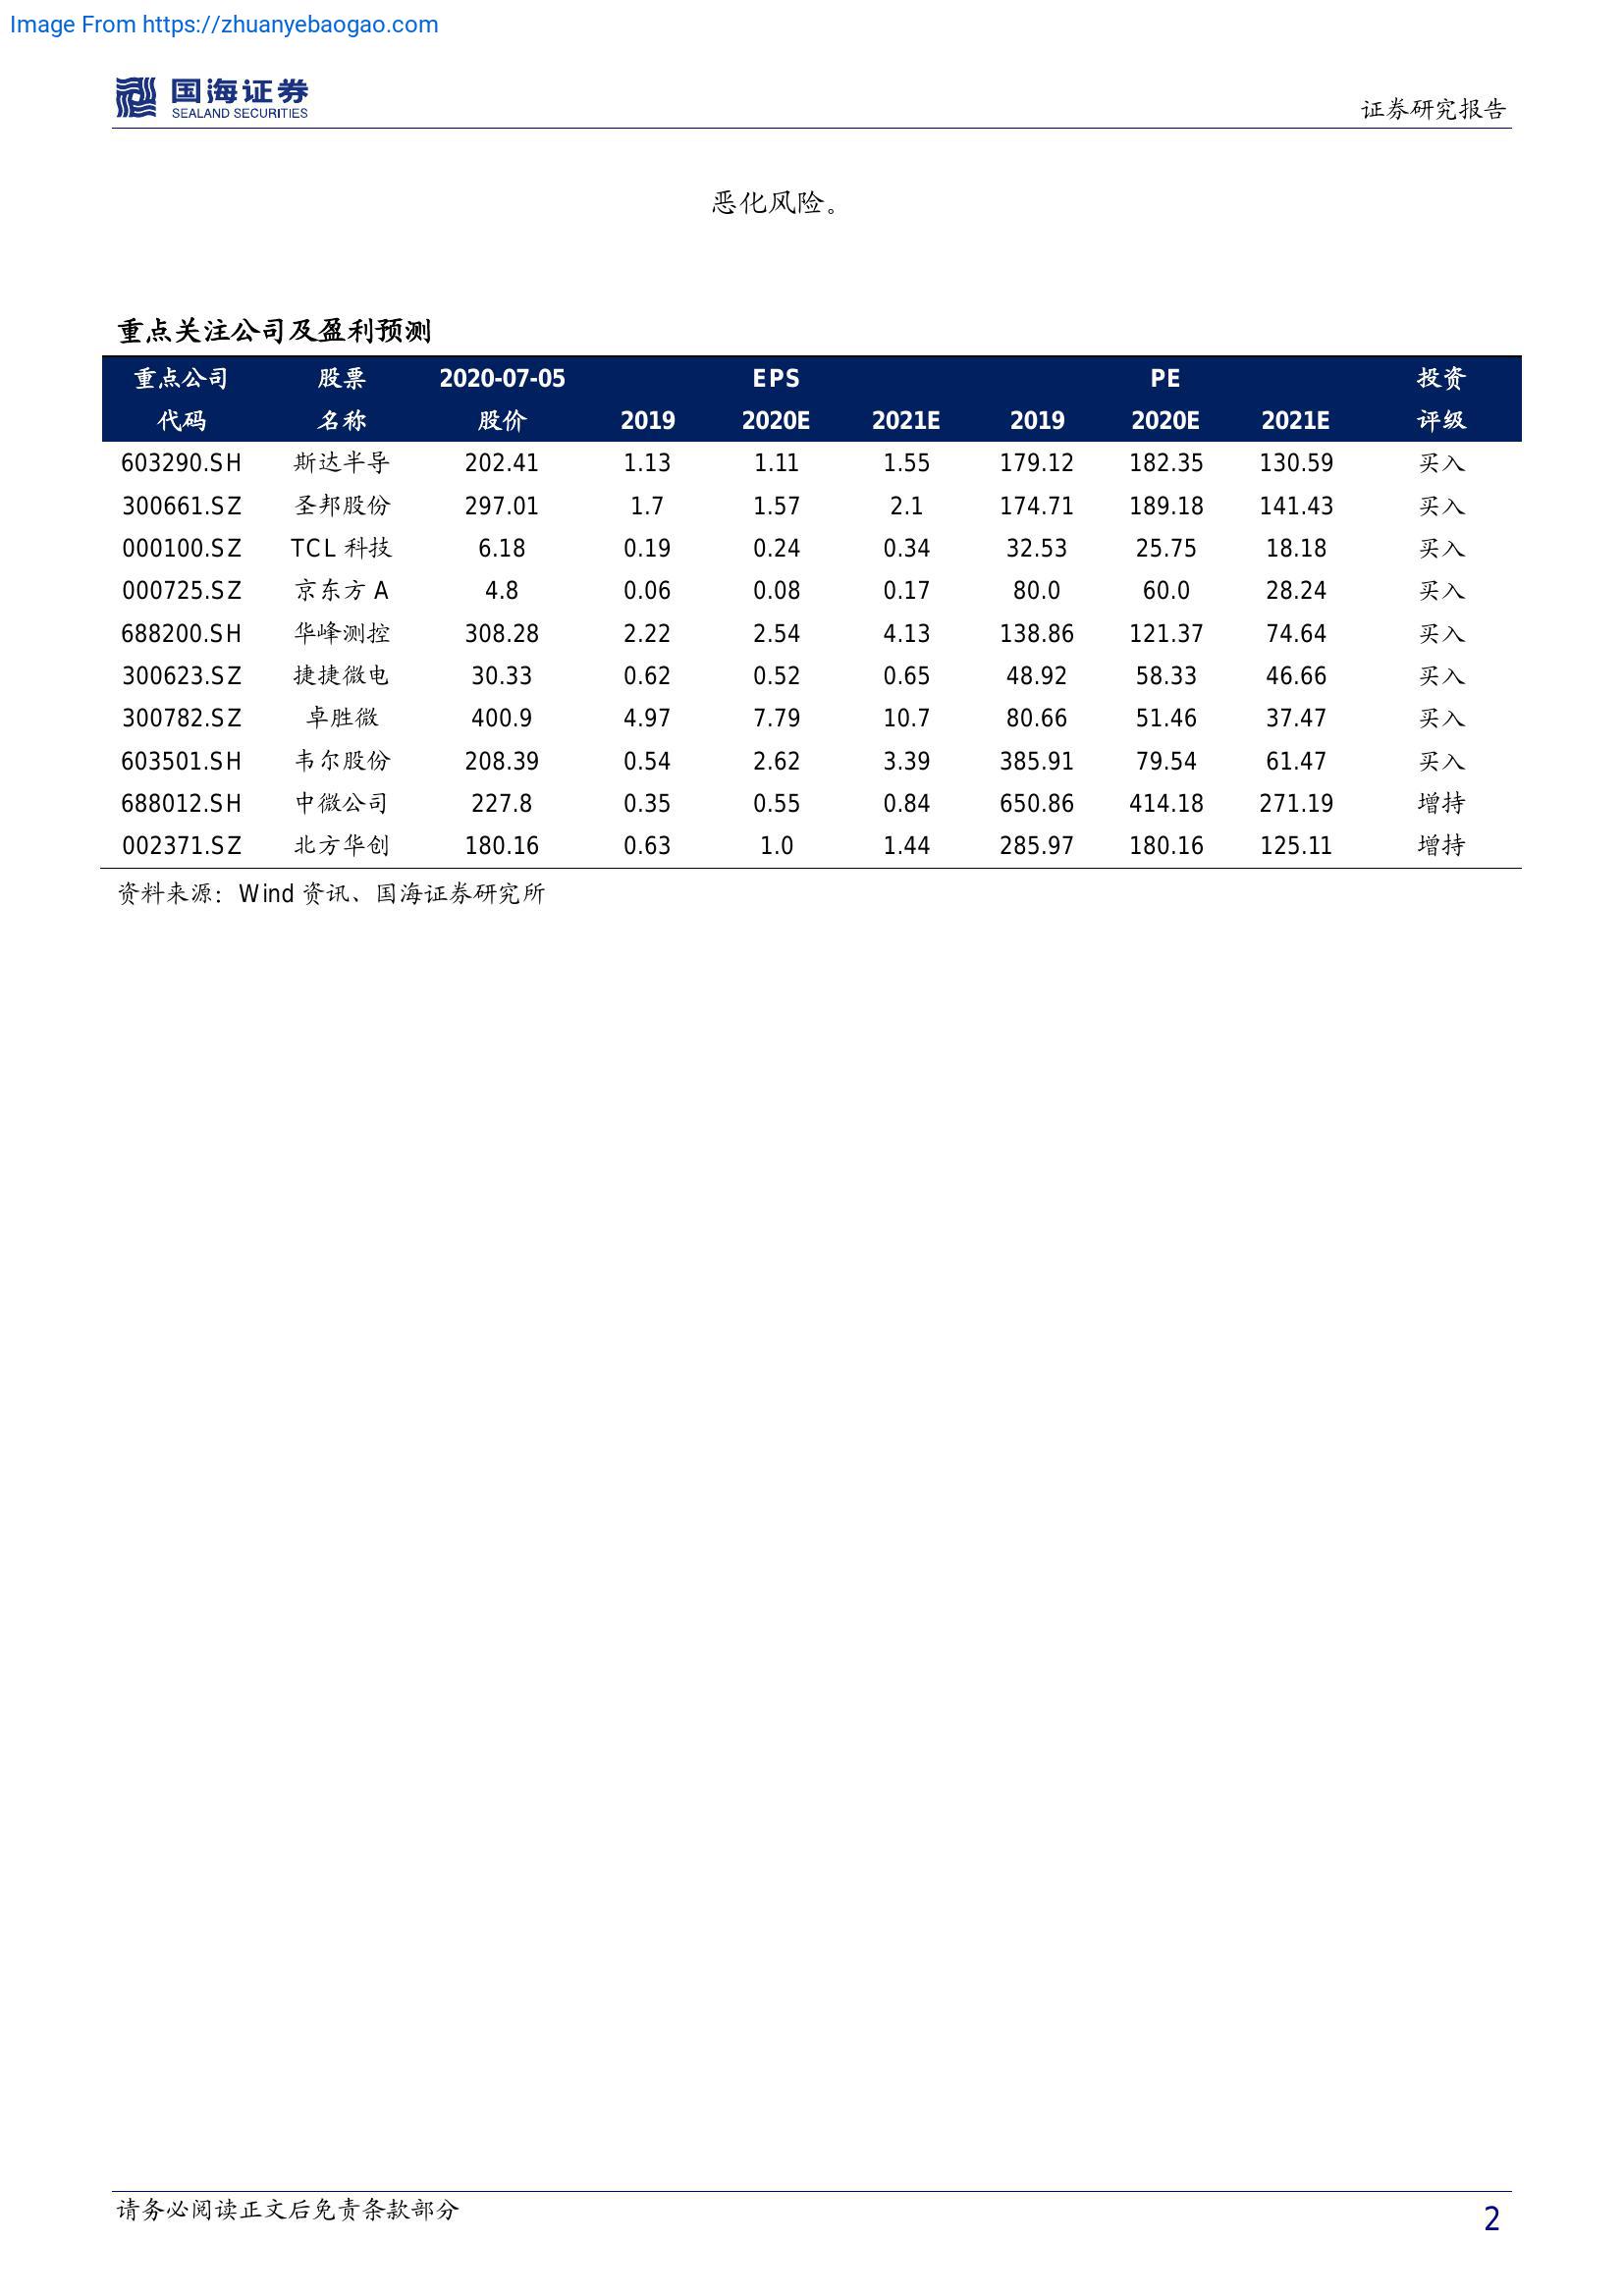 Image From https://zhuanyebaogao.com
国海证券
SEALAND SECURITIES
证券研究报告
恶化风险。
重点关注公司及盈利预测
重点公司 股票 2020-07-05 EPS PE 投资
代码 名称 股价 2019 2020E 2021E 2019 2020E 2021E 评级
603290.SH 斯达半导 202.41 1.13 1.11 1.55 179.12 182.35 130.59 买入
300661.SZ 圣邦股份 297.01 1.7 1.57 2.1 174.71 189.18 141.43 买入
000100.SZ TCL 科技 6.18 0.19 0.24 0.34 32.53 25.75 18.18 买入
000725.SZ 京东方 A 4.8 0.06 0.08 0.17 80.0 60.0 28.24 买入
688200.SH 华峰测控 308.28 2.22 2.54 4.13 138.86 121.37 74.64 买入
300623.SZ 捷捷微电 30.33 0.62 0.52 0.65 48.92 58.33 46.66 买入
300782.SZ 卓胜微 400.9 4.97 7.79 10.7 80.66 51.46 37.47 买入
603501.SH 韦尔股份 208.39 0.54 2.62 3.39 385.91 79.54 61.47 买入
688012.SH 中微公司 227.8 0.35 0.55 0.84 650.86 414.18 271.19 增持
002371.SZ 北方华创 180.16 0.63 1.0 1.44 285.97 180.16 125.11 增持
资料来源：Wind 资讯、国海证券研究所
请务必阅读正文后免责条款部分
2